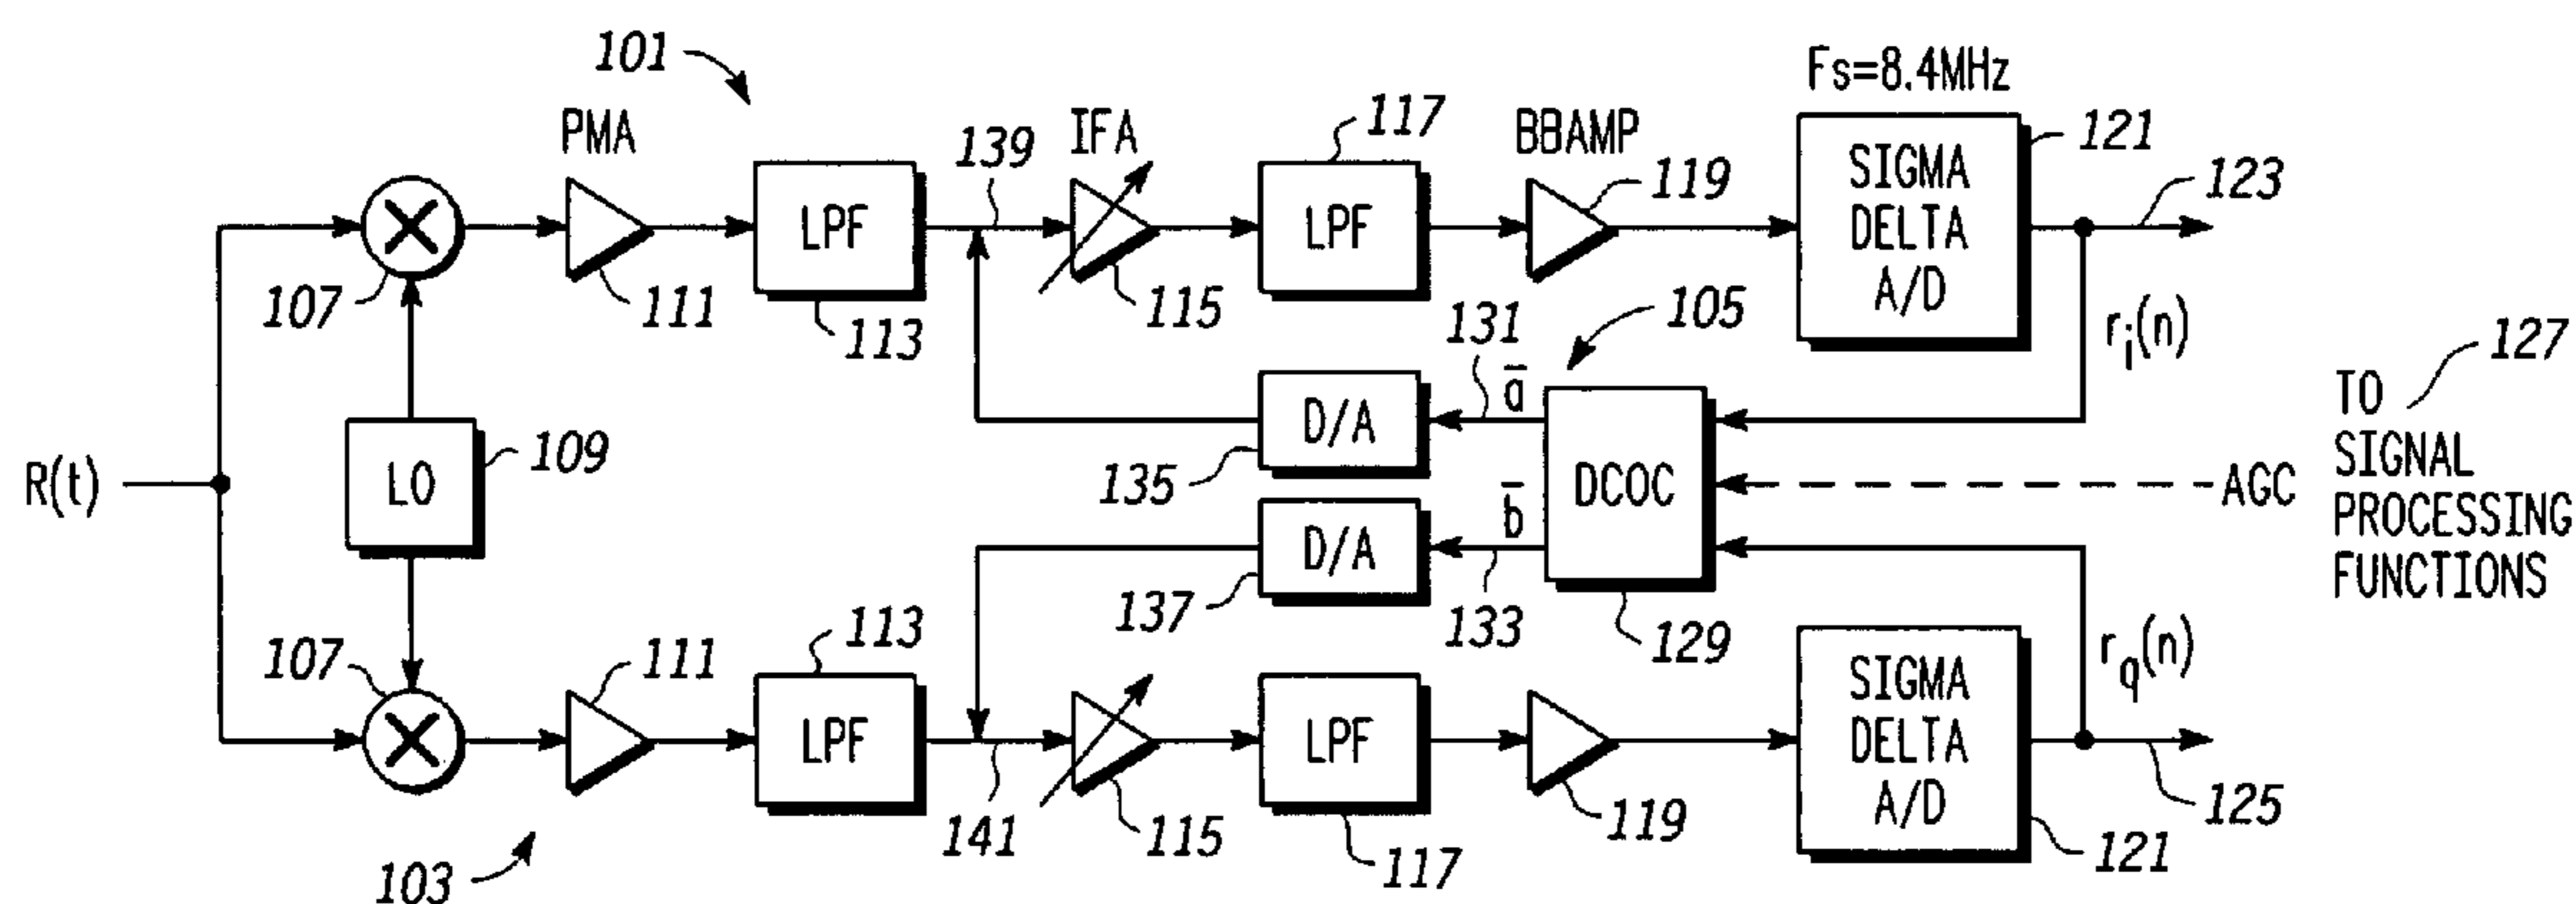 101
Fs=8.4MHz
PMA
139
IFA
117
BBAMP
119
SIGMA
DELTA
A/D
121
123
LPF
LPF
107
111
113
115
131
105
ri(n)
127
TO
SIGNAL
PROCESSING
FUNCTIONS
R(t)
LO
109
D/A
135
a̅
DCOC
AGC
D/A
137
b̅
133
129
rq(n)
107
111
113
LPF
LPF
SIGMA
DELTA
A/D
103
141
115
117
119
121
125